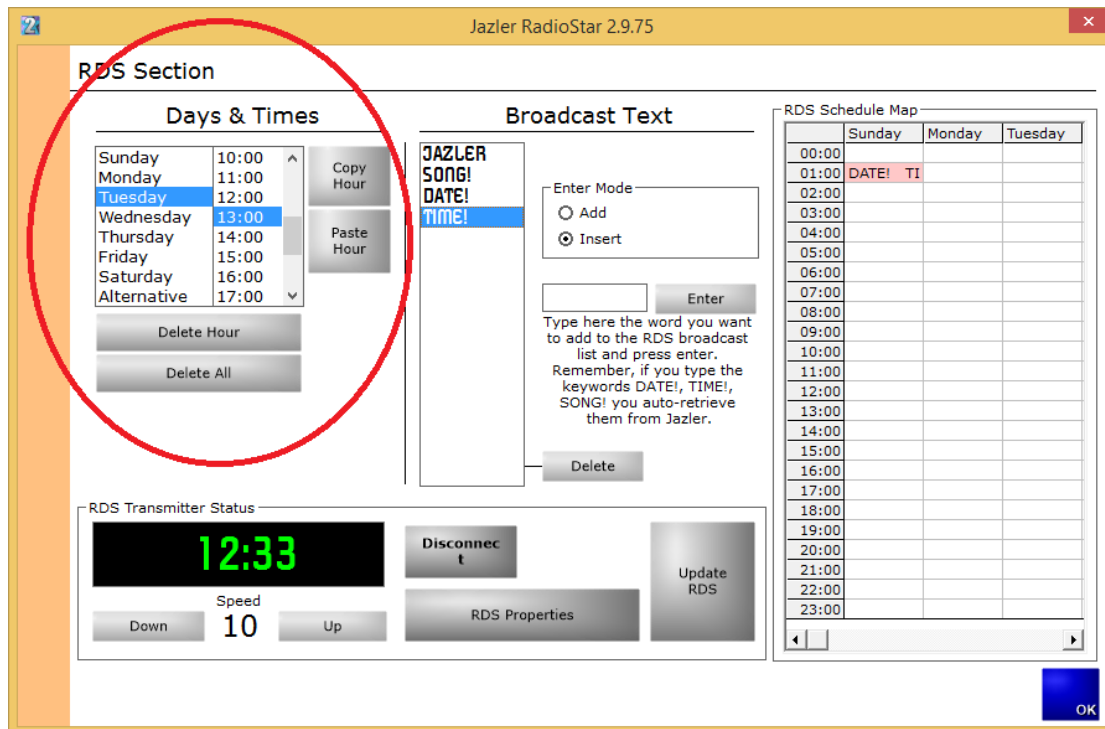 Jazler RadioStar 2.9.75
RDS Section
Days & Times
Sunday 10:00
Monday 11:00
Tuesday 12:00
Wednesday 13:00
Thursday 14:00
Friday 15:00
Saturday 16:00
Alternative 17:00
Copy
Hour
Paste
Hour
Delete Hour
Delete All
Broadcast Text
JAZLER
SONG!
DATE!
TIME!
Enter Mode
Add
Insert
Enter
Type here the word you want
to add to the RDS broadcast
list and press enter.
Remember, if you type the
keywords DATE!, TIME!,
SONG! you auto-retrieve
them from Jazler.
Delete
RDS Schedule Map
Sunday Monday Tuesday
00:00
01:00 DATE! TI
02:00
03:00
04:00
05:00
06:00
07:00
08:00
09:00
10:00
11:00
12:00
13:00
14:00
15:00
16:00
17:00
18:00
19:00
20:00
21:00
22:00
23:00
RDS Transmitter Status
12:33
Speed
Down 10 Up
Disconnec
t
RDS Properties
Update
RDS
OK